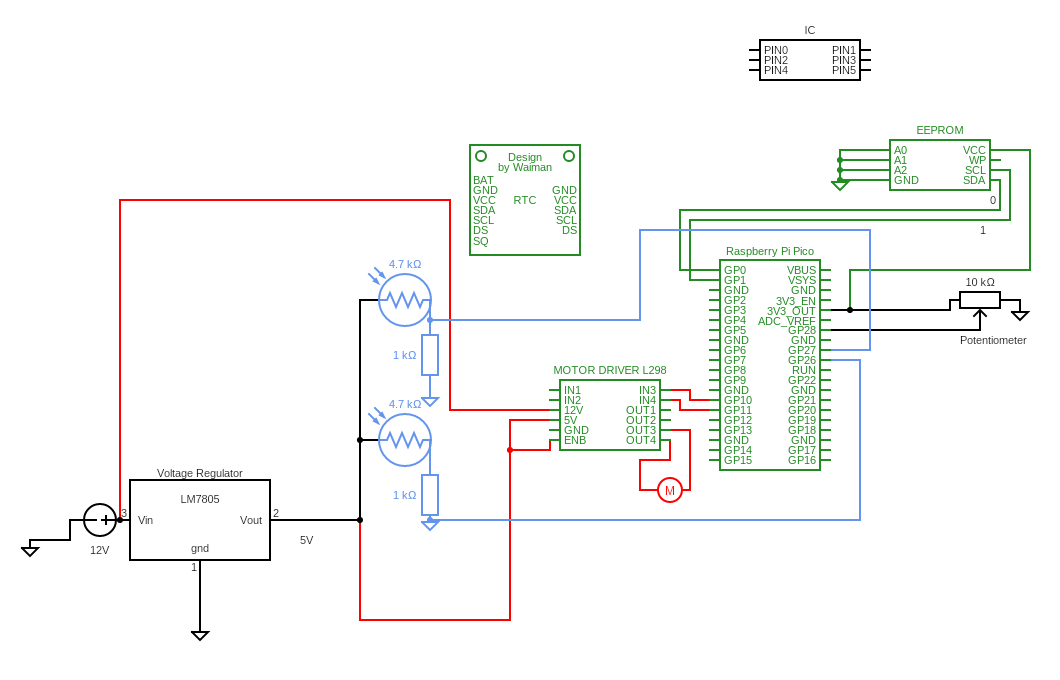 IC
PIN0 PIN1
PIN2 PIN3
PIN4 PIN5
EEPROM
A0 VCC
A1 WP
A2 SCL
GND SDA
0
1
Design
by Waiman
BAT
GND GND
VCC RTC VCC
SDA SDA
SCL SCL
DS DS
SQ
Raspberry Pi Pico
GP0 VBUS
GP1 VSYS
GND GND
GP2 3V3_EN
GP3 3V3_OUT
GP4 ADC_VREF
GP5 GP28
GND GND
GP6 GP27
GP7 GP26
GP8 RUN
GP9 GP22
GND GND
GP10 GP21
GP11 GP20
GP12 GP19
GP13 GP18
GND GND
GP14 GP17
GP15 GP16
10 kΩ
Potentiometer
4.7 kΩ
1 kΩ
4.7 kΩ
1 kΩ
MOTOR DRIVER L298
IN1 IN3
IN2 IN4
12V OUT1
5V OUT2
GND OUT3
ENB OUT4
M
Voltage Regulator
LM7805
3 2
Vin Vout
gnd
1
12V
5V